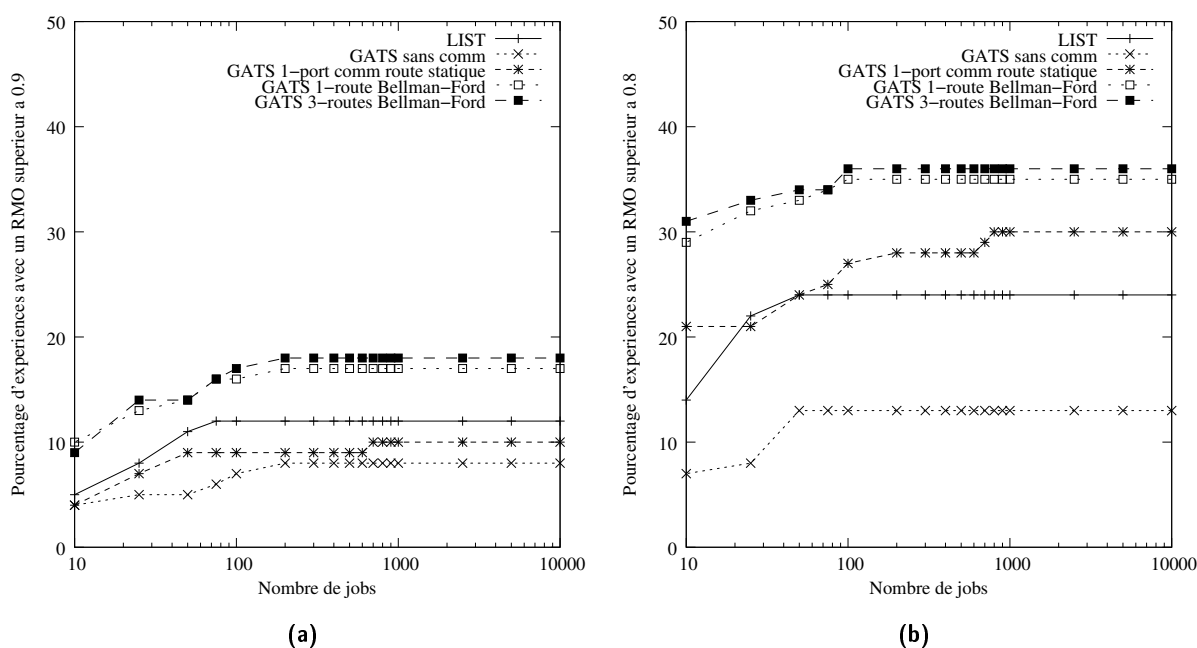 Pourcentage d'experiences avec un RMO superieur a 0.9
50
40
30
20
10
0
LIST
GATS sans comm
GATS 1−port comm route statique
GATS 1−route Bellman−Ford
GATS 3−routes Bellman−Ford
10
100
1000
10000
Nombre de jobs
(a)
Pourcentage d'experiences avec un RMO superieur a 0.8
50
40
30
20
10
0
LIST
GATS sans comm
GATS 1−port comm route statique
GATS 1−route Bellman−Ford
GATS 3−routes Bellman−Ford
10
100
1000
10000
Nombre de jobs
(b)